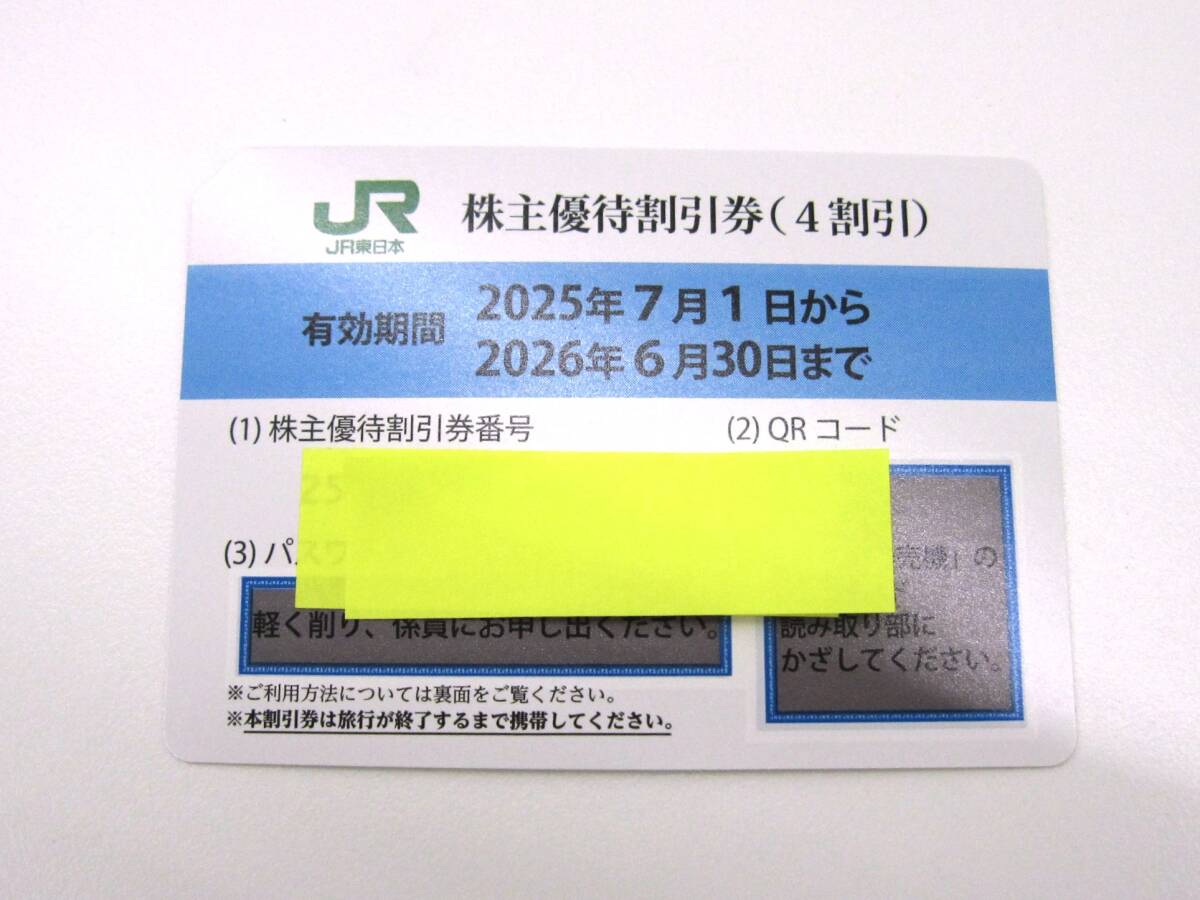 JR
JR東日本
株主優待割引券(4割引)
有効期間
2025年7月1日から
2026年6月30日まで
(1) 株主優待割引券番号
(2) QRコード
25
(3) パスワ
売機」の
軽く削り、係員にお申し出ください。
読み取り部に
かざしてください。
※ご利用方法については裏面をご覧ください。
※本割引券は旅行が終了するまで携帯してください。